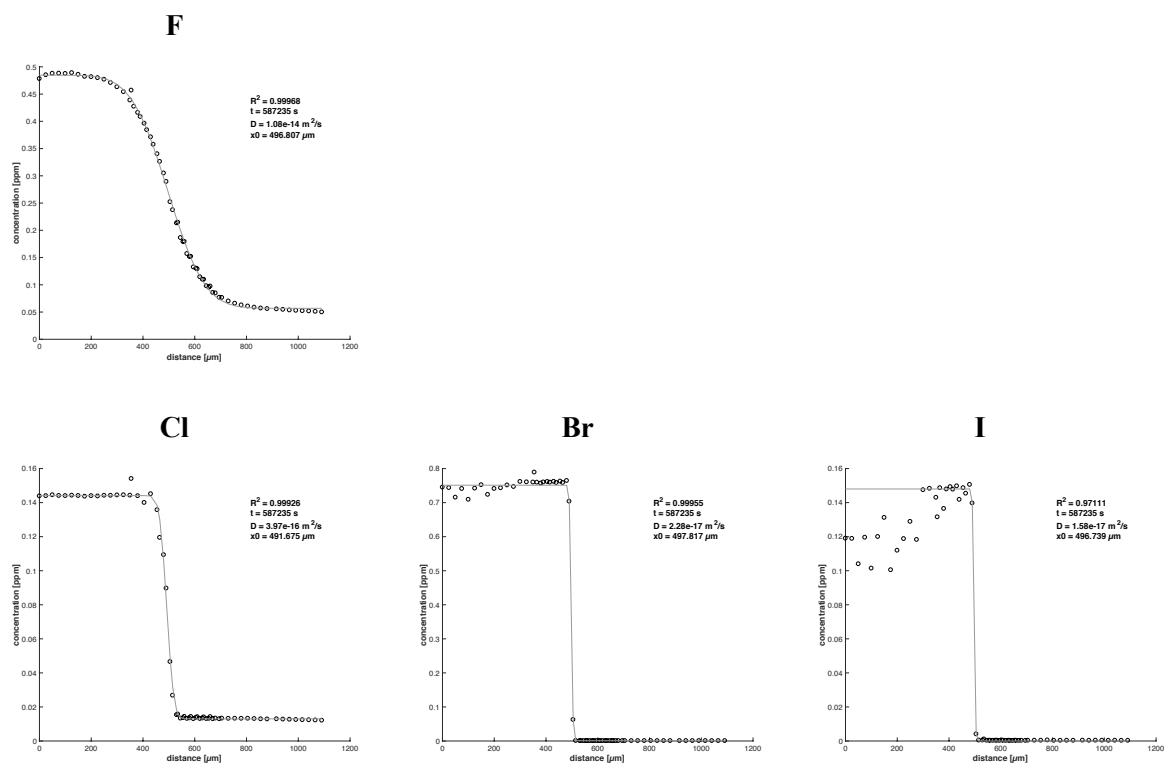 F
0.5
0.45
0.4
0.35
0.3
0.25
0.2
0.15
0.1
0.05
0
concentration [ppm]
R² = 0.99968
t = 587235 s
D = 1.08e-14 m²/s
x0 = 496.807 µm
0 200 400 600 800 1000 1200
distance [µm]
Cl
0.16
0.14
0.12
0.1
0.08
0.06
0.04
0.02
0
concentration [ppm]
R² = 0.99926
t = 587235 s
D = 3.97e-16 m²/s
x0 = 491.675 µm
0 200 400 600 800 1000 1200
distance [µm]
Br
0.8
0.7
0.6
0.5
0.4
0.3
0.2
0.1
0
concentration [ppm]
R² = 0.99955
t = 587235 s
D = 2.28e-17 m²/s
x0 = 497.817 µm
0 200 400 600 800 1000 1200
distance [µm]
I
0.16
0.14
0.12
0.1
0.08
0.06
0.04
0.02
0
concentration [ppm]
R² = 0.97111
t = 587235 s
D = 1.58e-17 m²/s
x0 = 496.739 µm
0 200 400 600 800 1000 1200
distance [µm]